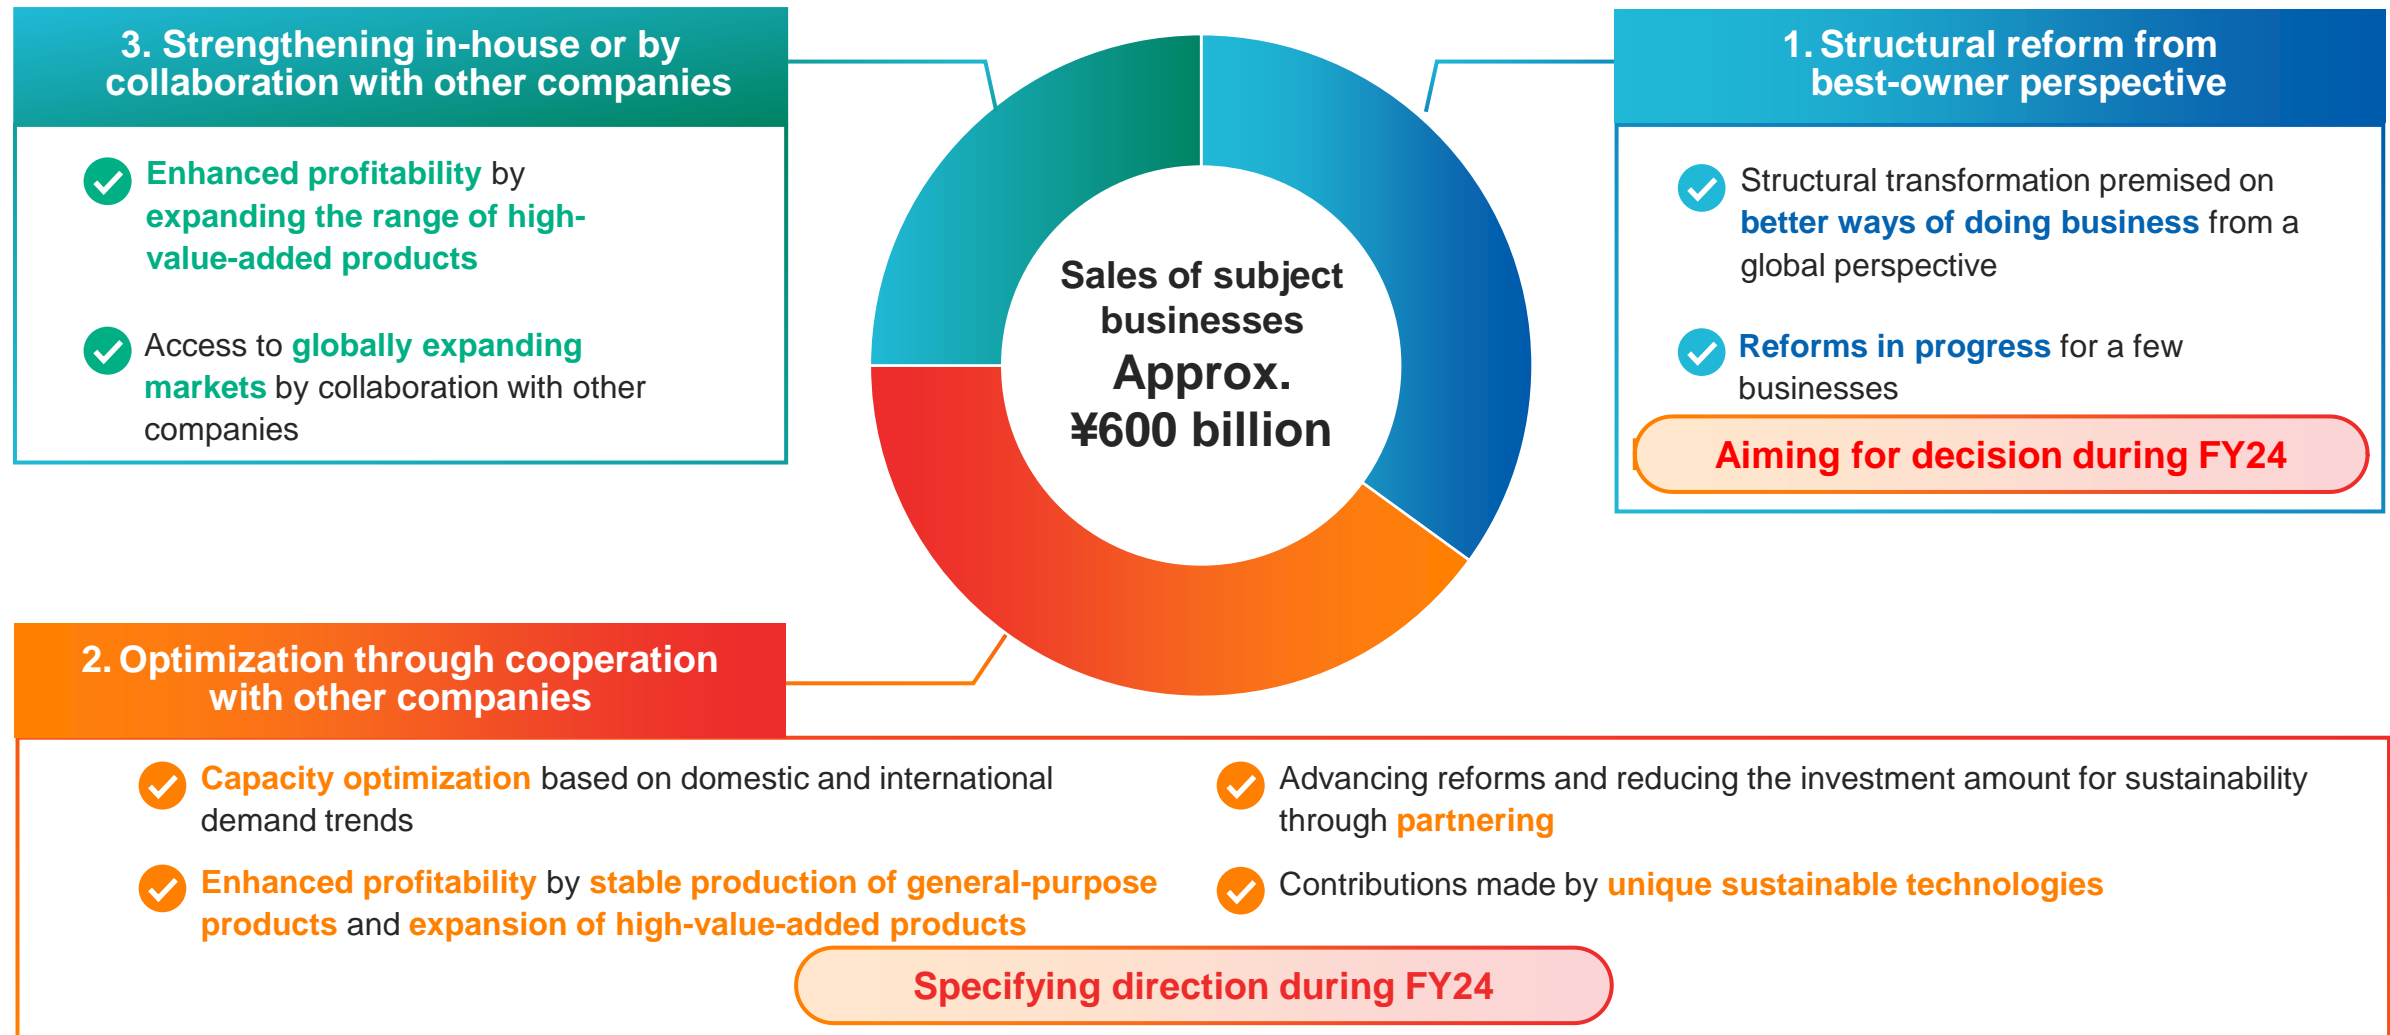 3. Strengthening in-house or by
collaboration with other companies
Enhanced profitability by
expanding the range of high-
value-added products
Access to globally expanding
markets by collaboration with other
companies
Sales of subject
businesses
Approx.
¥600 billion
1. Structural reform from
best-owner perspective
Structural transformation premised on
better ways of doing business from a
global perspective
Reforms in progress for a few
businesses
Aiming for decision during FY24
2. Optimization through cooperation
with other companies
Capacity optimization based on domestic and international
demand trends
Enhanced profitability by stable production of general-purpose
products and expansion of high-value-added products
Advancing reforms and reducing the investment amount for sustainability
through partnering
Contributions made by unique sustainable technologies
Specifying direction during FY24